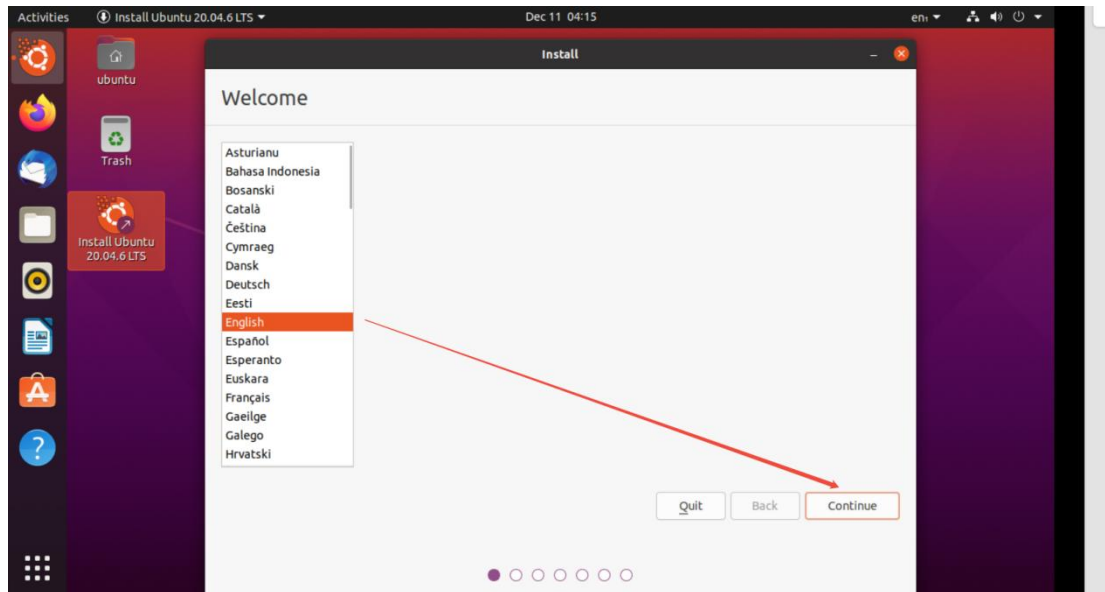 Activities
Install Ubuntu 20.04.6 LTS
Dec 11 04:15
en₁
Install
ubuntu
Trash
Install Ubuntu
20.04.6 LTS
Welcome
Asturianu
Bahasa Indonesia
Bosanski
Català
Čeština
Cymraeg
Dansk
Deutsch
Eesti
English
Español
Esperanto
Euskara
Français
Gaeilge
Galego
Hrvatski
Quit
Back
Continue